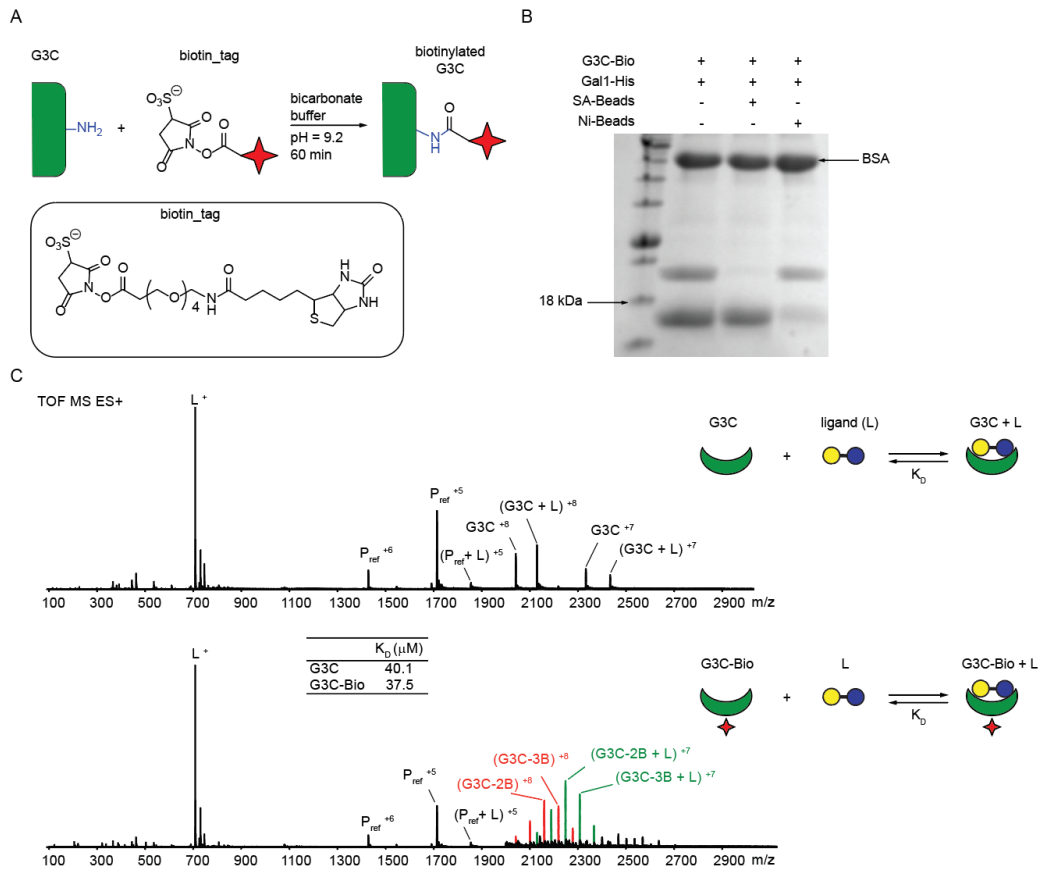 A
G3C
biotin_tag
biotinylated
G3C
NH₂
+
O₃S⊖
O
N
O
O
O
bicarbonate
buffer
pH = 9.2
60 min
O
N
H
biotin_tag
O₃S⊖
O
N
O
O
O
O
4
NH
O
HN
O
NH
S
B
G3C-Bio + + +
Gal1-His + + +
SA-Beads - + -
Ni-Beads - - +
BSA
18 kDa
C
TOF MS ES+
L +
Pref +6
Pref +5
(Pref+ L) +5
G3C +8
(G3C + L) +8
G3C +7
(G3C + L) +7
G3C + ligand (L) G3C + L
KD
100 300 500 700 900 1100 1300 1500 1700 1900 2100 2300 2500 2700 2900 m/z
KD (μM)
G3C 40.1
G3C-Bio 37.5
L +
Pref +6
Pref +5
(Pref+ L) +5
(G3C-2B) +8
(G3C-3B) +8
(G3C-2B + L) +7
(G3C-3B + L) +7
G3C-Bio + L G3C-Bio + L
KD
100 300 500 700 900 1100 1300 1500 1700 1900 2100 2300 2500 2700 2900 m/z